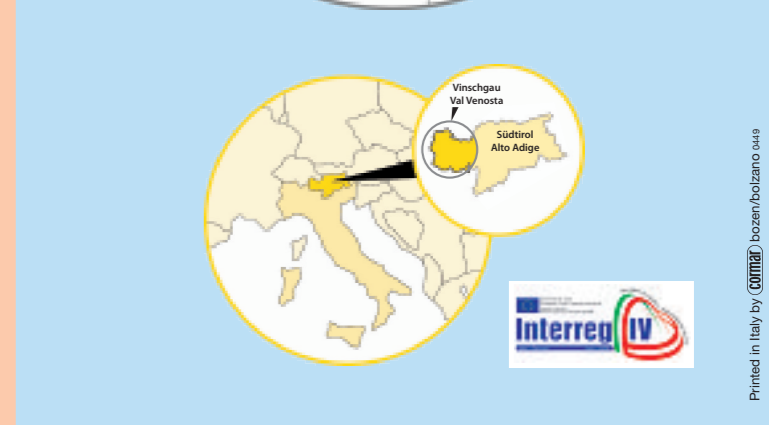 Vinschgau
Val Venosta
Südtirol
Alto Adige
Interreg IV
Printed in Italy by cormar bozen/bolzano 0449